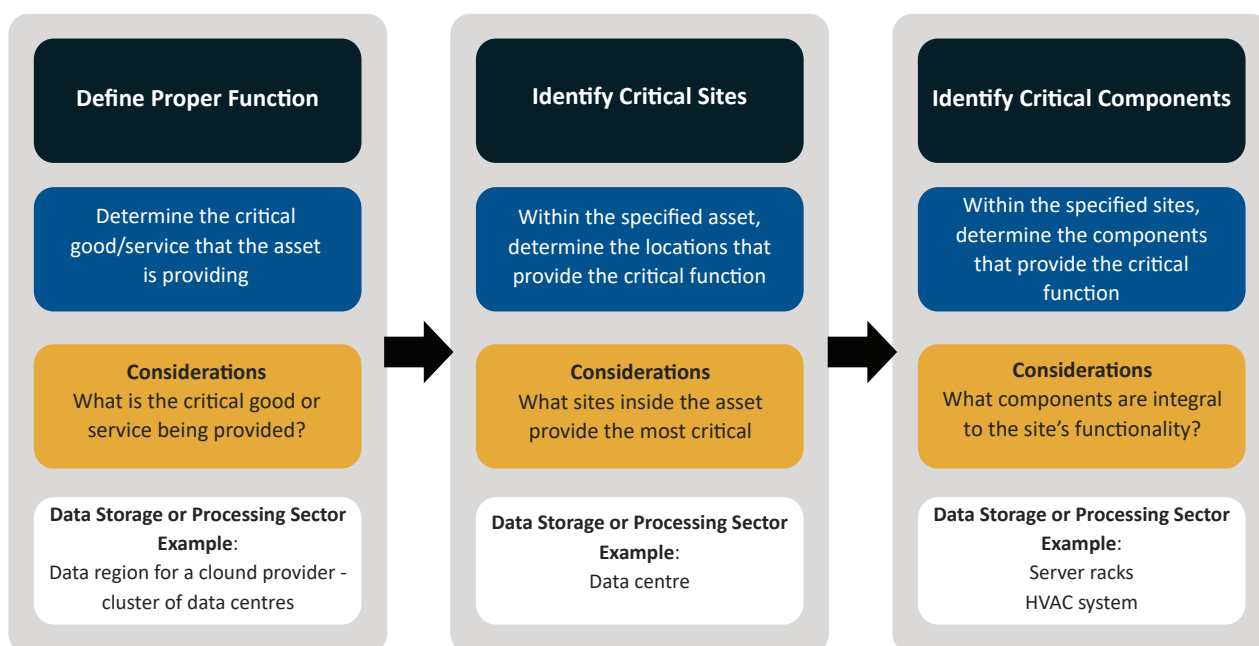 Define Proper Function
Determine the critical
good/service that the asset
is providing
Considerations
What is the critical good or
service being provided?
Data Storage or Processing Sector
Example:
Data region for a clound provider -
cluster of data centres
Identify Critical Sites
Within the specified asset,
determine the locations that
provide the critical function
Considerations
What sites inside the asset
provide the most critical
Data Storage or Processing Sector
Example:
Data centre
Identify Critical Components
Within the specified sites,
determine the components
that provide the critical
function
Considerations
What components are integral
to the site's functionality?
Data Storage or Processing Sector
Example:
Server racks
HVAC system